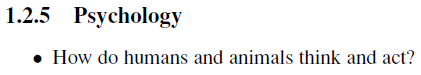 1.2.5 Psychology
• How do humans and animals think and act?